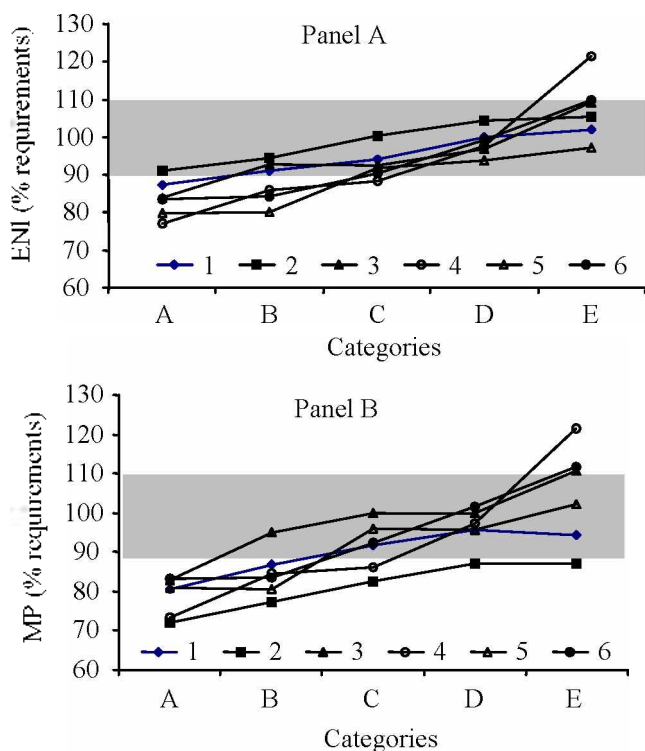 Panel A
ENI (% requirements)
130
120
110
100
90
80
70
60
1 2 3 4 5 6
A B C D E
Categories
Panel B
MP (% requirements)
130
120
110
100
90
80
70
60
1 2 3 4 5 6
A B C D E
Categories